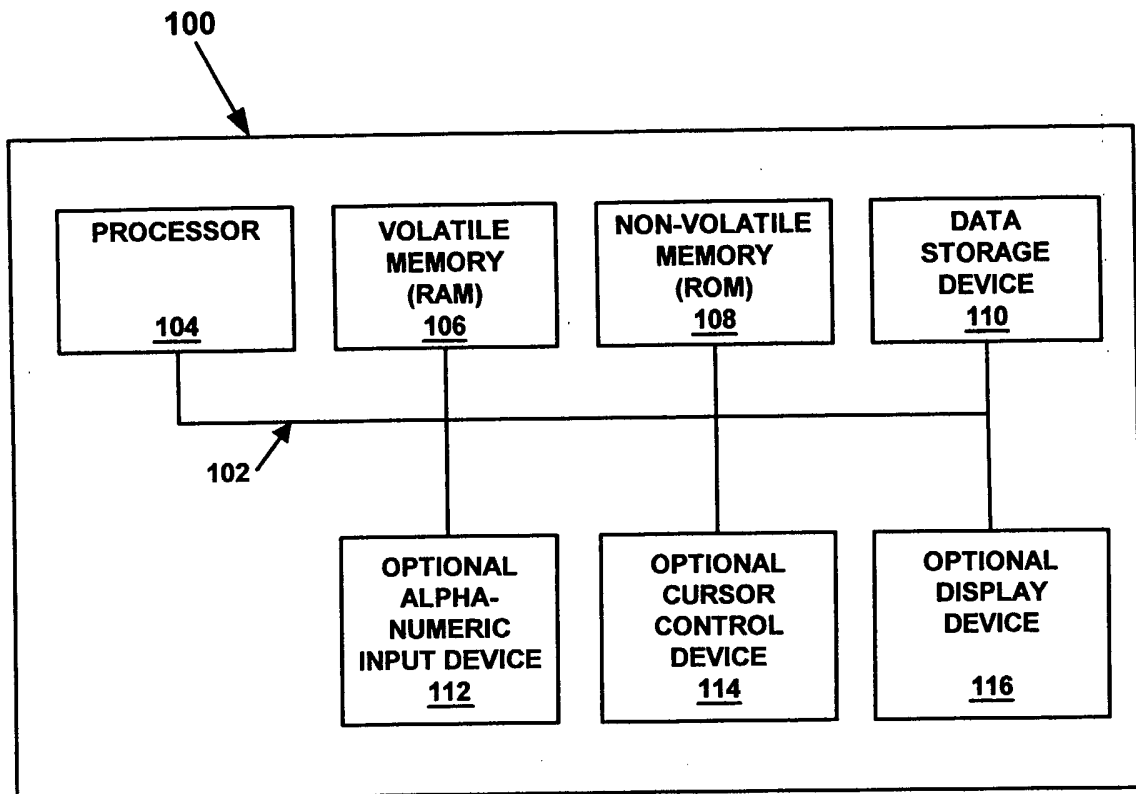 100
PROCESSOR
104
VOLATILE
MEMORY
(RAM)
106
NON-VOLATILE
MEMORY
(ROM)
108
DATA
STORAGE
DEVICE
110
102
OPTIONAL
ALPHA-
NUMERIC
INPUT DEVICE
112
OPTIONAL
CURSOR
CONTROL
DEVICE
114
OPTIONAL
DISPLAY
DEVICE
116